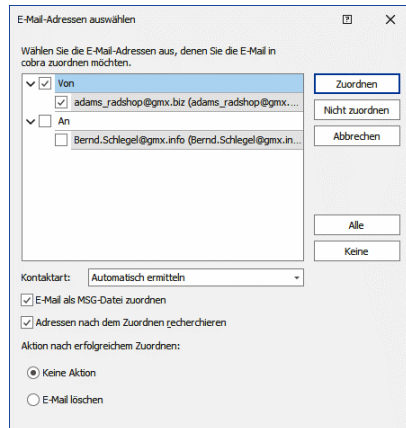 E-Mail-Adressen auswählen
Wählen Sie die E-Mail-Adressen aus, denen Sie die E-Mail in
cobra zuordnen möchten.
Von
adams_radshop@gmx.biz (adams_radshop@gmx....
An
Bernd.Schlegel@gmx.info (Bernd.Schlegel@gmx.in...
Zuordnen
Nicht zuordnen
Abbrechen
Alle
Keine
Kontaktart: Automatisch ermitteln
E-Mail als MSG-Datei zuordnen
Adressen nach dem Zuordnen recherchieren
Aktion nach erfolgreichem Zuordnen:
Keine Aktion
E-Mail löschen